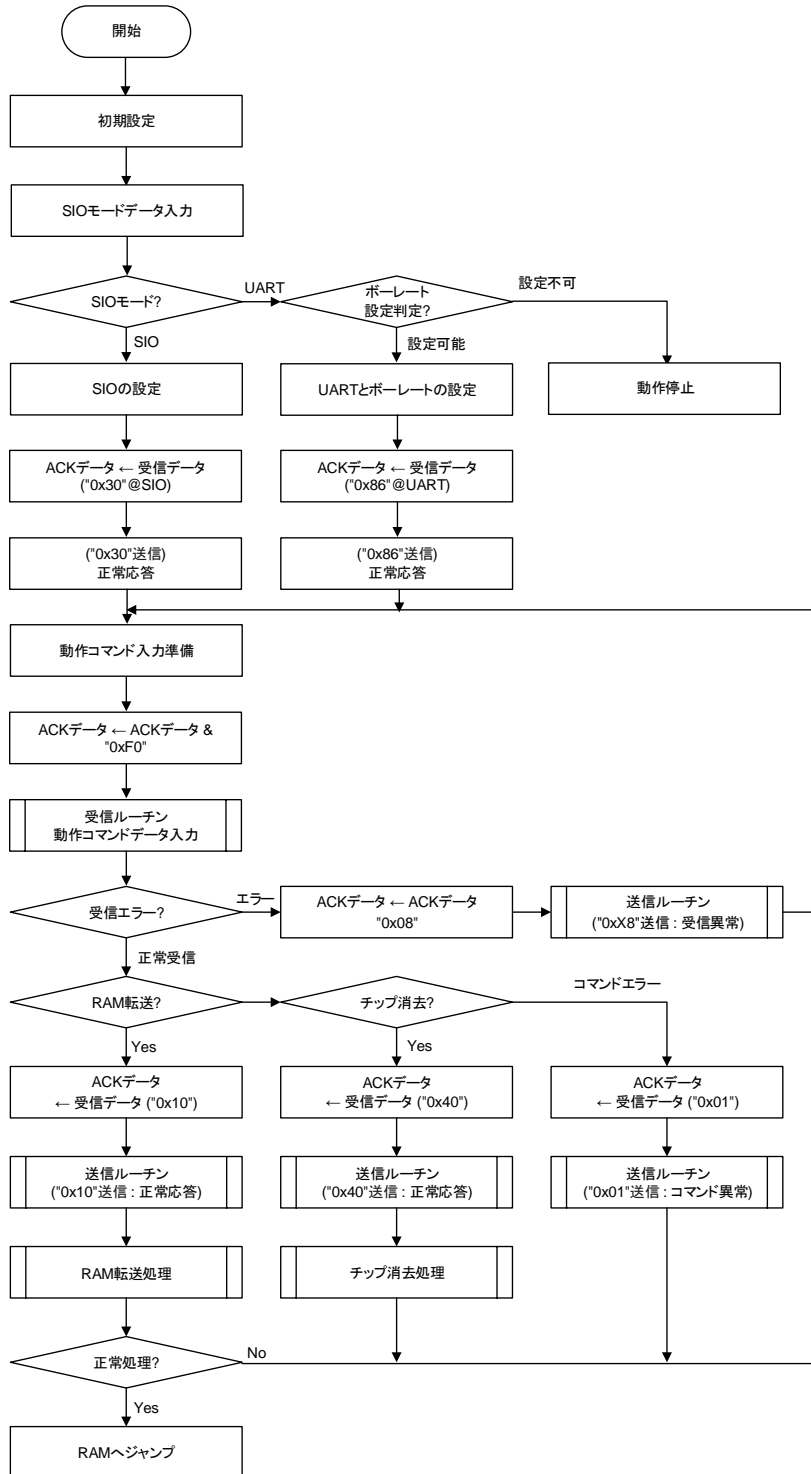 開始
初期設定
SIOモードデータ入力
SIOモード?
UART
ボーレート
設定判定?
設定不可
SIO
設定可能
SIOの設定
UARTとボーレートの設定
動作停止
ACKデータ ← 受信データ
("0x30"@SIO)
ACKデータ ← 受信データ
("0x86"@UART)
("0x30"送信)
正常応答
("0x86"送信)
正常応答
動作コマンド入力準備
ACKデータ ← ACKデータ &
"0xF0"
受信ルーチン
動作コマンドデータ入力
受信エラー?
エラー
ACKデータ ← ACKデータ
"0x08"
送信ルーチン
("0xX8"送信 : 受信異常)
正常受信
RAM転送?
チップ消去?
コマンドエラー
Yes
Yes
ACKデータ
← 受信データ ("0x10")
ACKデータ
← 受信データ ("0x40")
ACKデータ
← 受信データ ("0x01")
送信ルーチン
("0x10"送信 : 正常応答)
送信ルーチン
("0x40"送信 : 正常応答)
送信ルーチン
("0x01"送信 : コマンド異常)
RAM転送処理
チップ消去処理
正常処理?
No
Yes
RAMへジャンプ